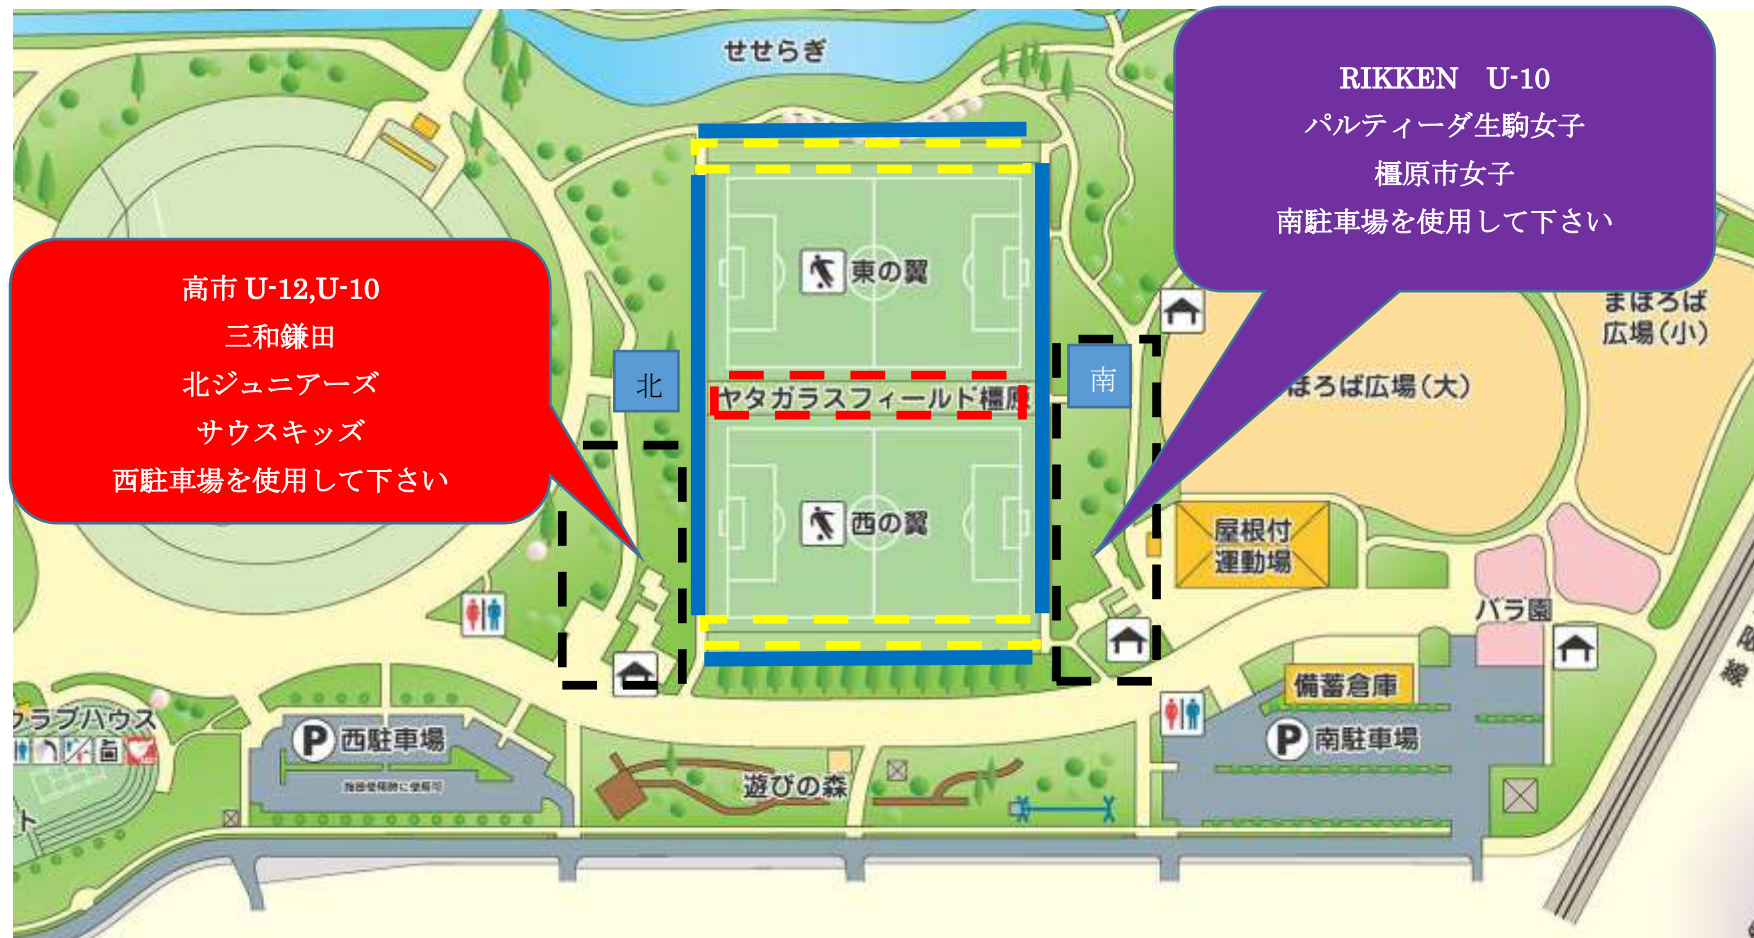 せせらぎ
RIKKEN　U-10
パルティーダ生駒女子
橿原市女子
南駐車場を使用して下さい
高市 U-12,U-10
三和鎌田
北ジュニアーズ
サウスキッズ
西駐車場を使用して下さい
東の翼
まほろば
広場(小)
北
南
ヤタガラスフィールド橿原
ほろば広場(大)
西の翼
屋根付
運動場
バラ園
備蓄倉庫
クラブハウス
P 西駐車場
P 南駐車場
遊びの森
ト
阪
線